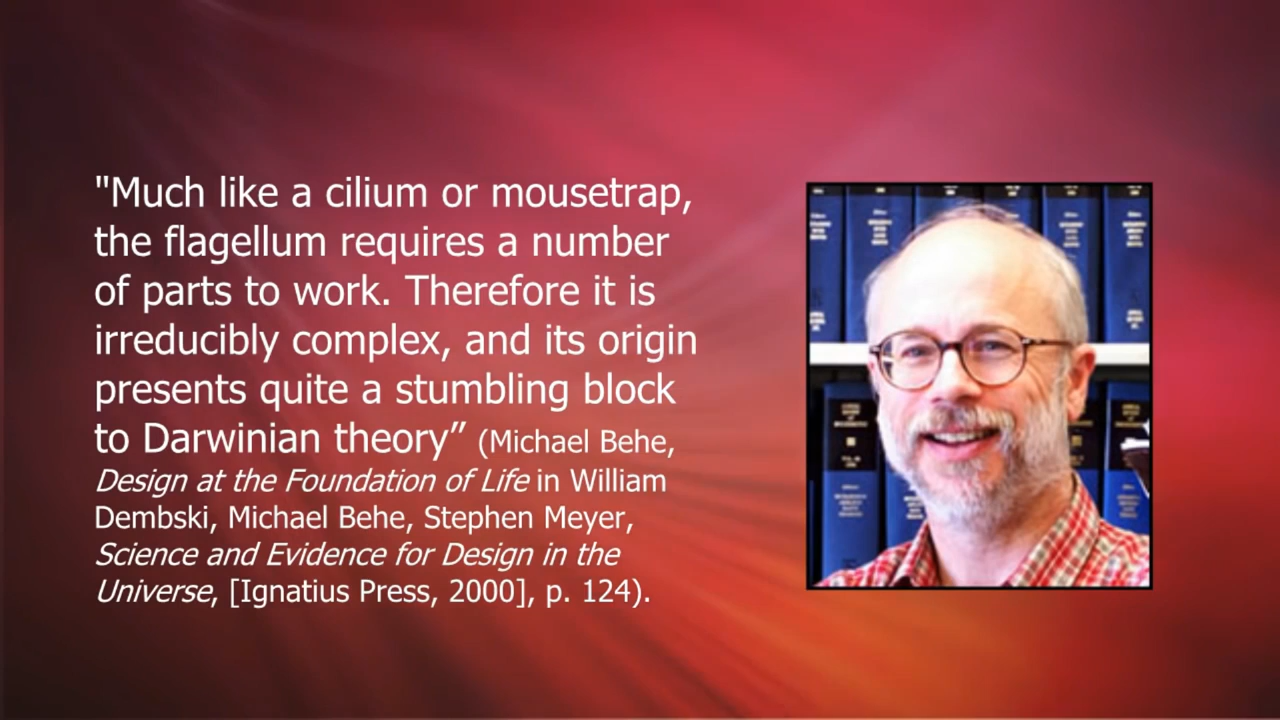 "Much like a cilium or mousetrap,
the flagellum requires a number
of parts to work. Therefore it is
irreducibly complex, and its origin
presents quite a stumbling block
to Darwinian theory” (Michael Behe,
Design at the Foundation of Life in William
Dembski, Michael Behe, Stephen Meyer,
Science and Evidence for Design in the
Universe, [Ignatius Press, 2000], p. 124).